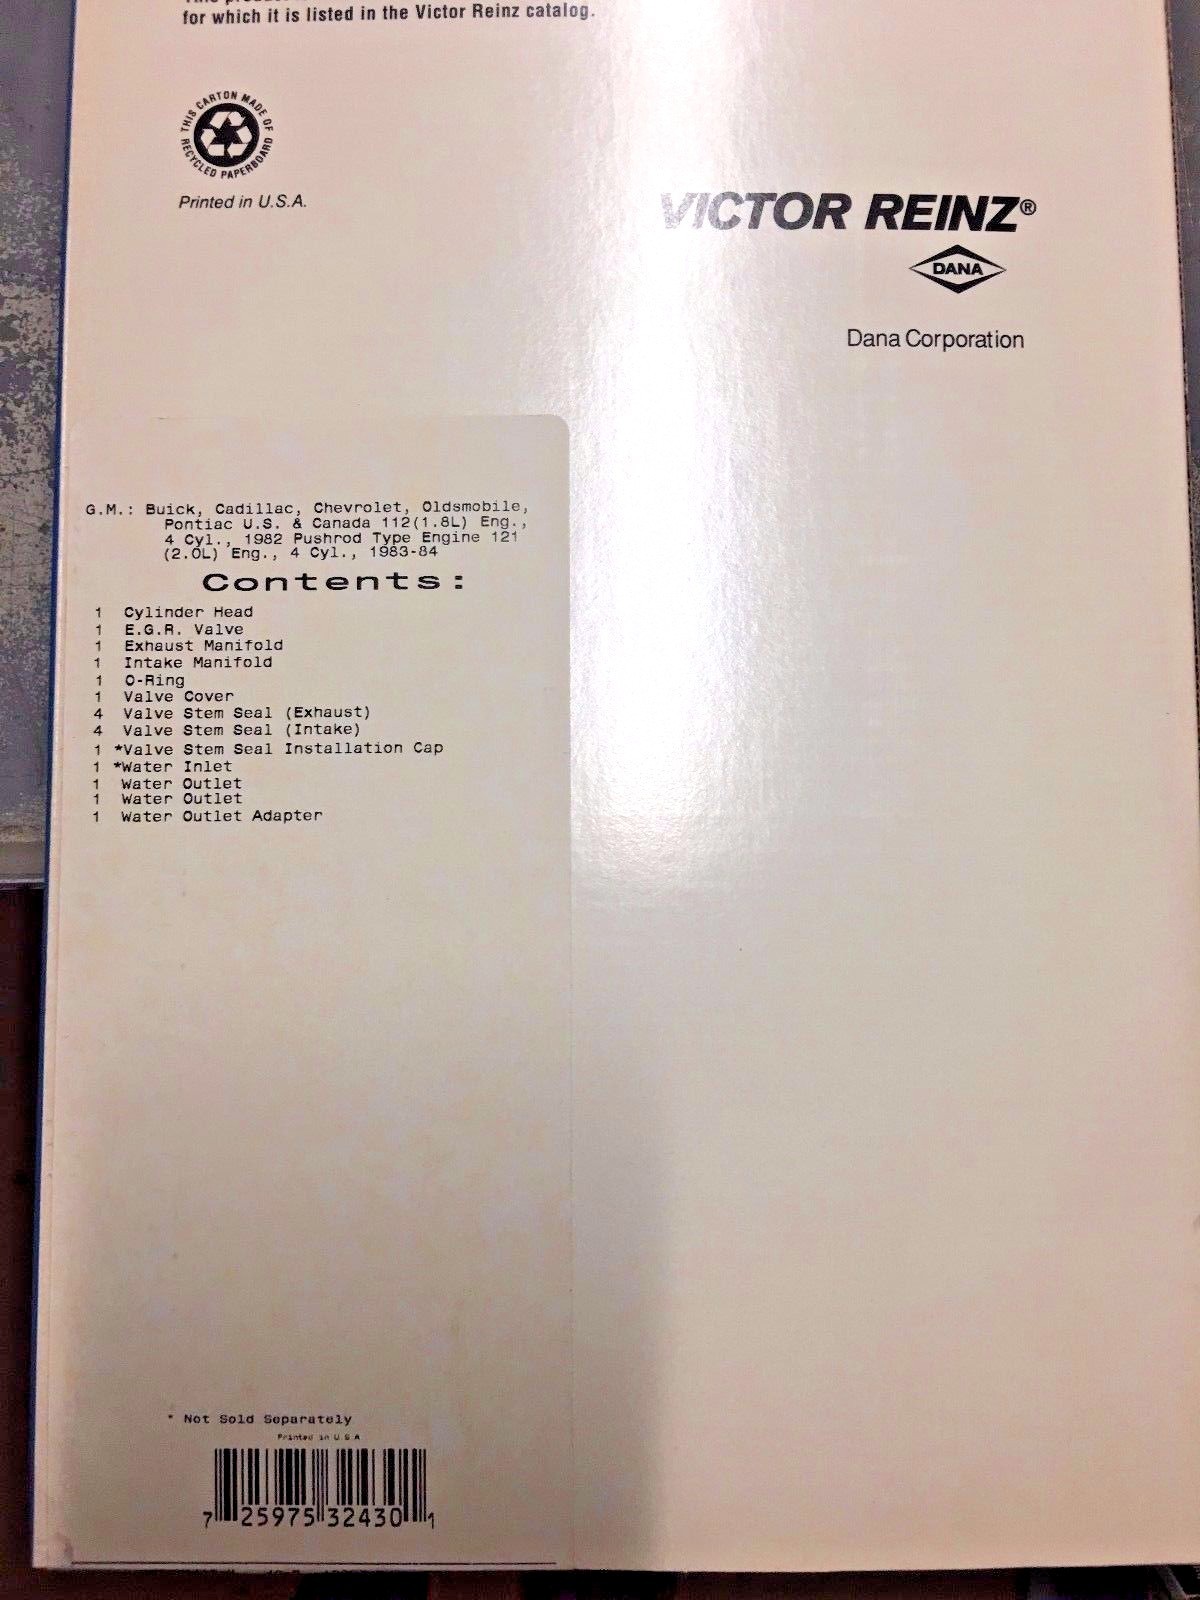 for which it is listed in the Victor Reinz catalog.
THIS CARTON MADE OF RECYCLED PAPERBOARD
Printed in U.S.A.
VICTOR REINZ®
DANA
Dana Corporation
G.M.: Buick, Cadillac, Chevrolet, Oldsmobile,
Pontiac U.S. & Canada 112(1.8L) Eng.,
4 Cyl., 1982 Pushrod Type Engine 121
(2.0L) Eng., 4 Cyl., 1983-84
Contents:
1 Cylinder Head
1 E.G.R. Valve
1 Exhaust Manifold
1 Intake Manifold
1 O-Ring
1 Valve Cover
4 Valve Stem Seal (Exhaust)
4 Valve Stem Seal (Intake)
1 *Valve Stem Seal Installation Cap
1 *Water Inlet
1 Water Outlet
1 Water Outlet
1 Water Outlet Adapter
* Not Sold Separately
Printed in U.S.A
7 25975 32430 1